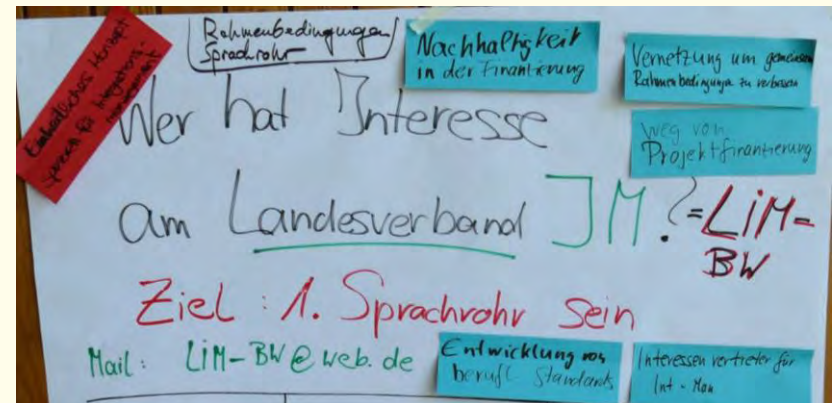 Einheitliches Konzept
sprich für Integrations-
management
Rahmenbedingungen
Sprachrohr
Nachhaltigkeit
in der Finanzierung
Vernetzung um gemeinsam
Rahmenbedingungen zu verbessern
Weg von
Projektfinanzierung
Wer hat Interesse
am Landesverband IM?
=LiM-
BW
Ziel: 1. Sprachrohr sein
Mail: LiM-BW@web.de
Entwicklung von
berufl Standards
Interessenvertreter für
Int-Man